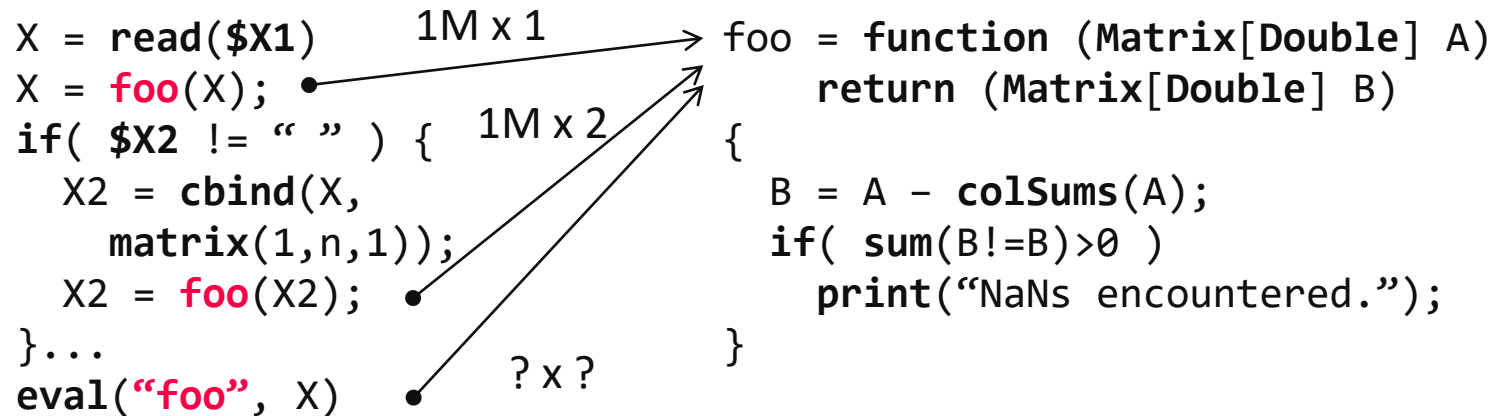 X = read($X1)
X = foo(X);
if( $X2 != “ ” ) {
  X2 = cbind(X,
    matrix(1,n,1));
  X2 = foo(X2);
}...
eval(“foo”, X)
1M x 1
1M x 2
? x ?
foo = function (Matrix[Double] A)
    return (Matrix[Double] B)
{
  B = A – colSums(A);
  if( sum(B!=B)>0 )
    print(“NaNs encountered.”);
}